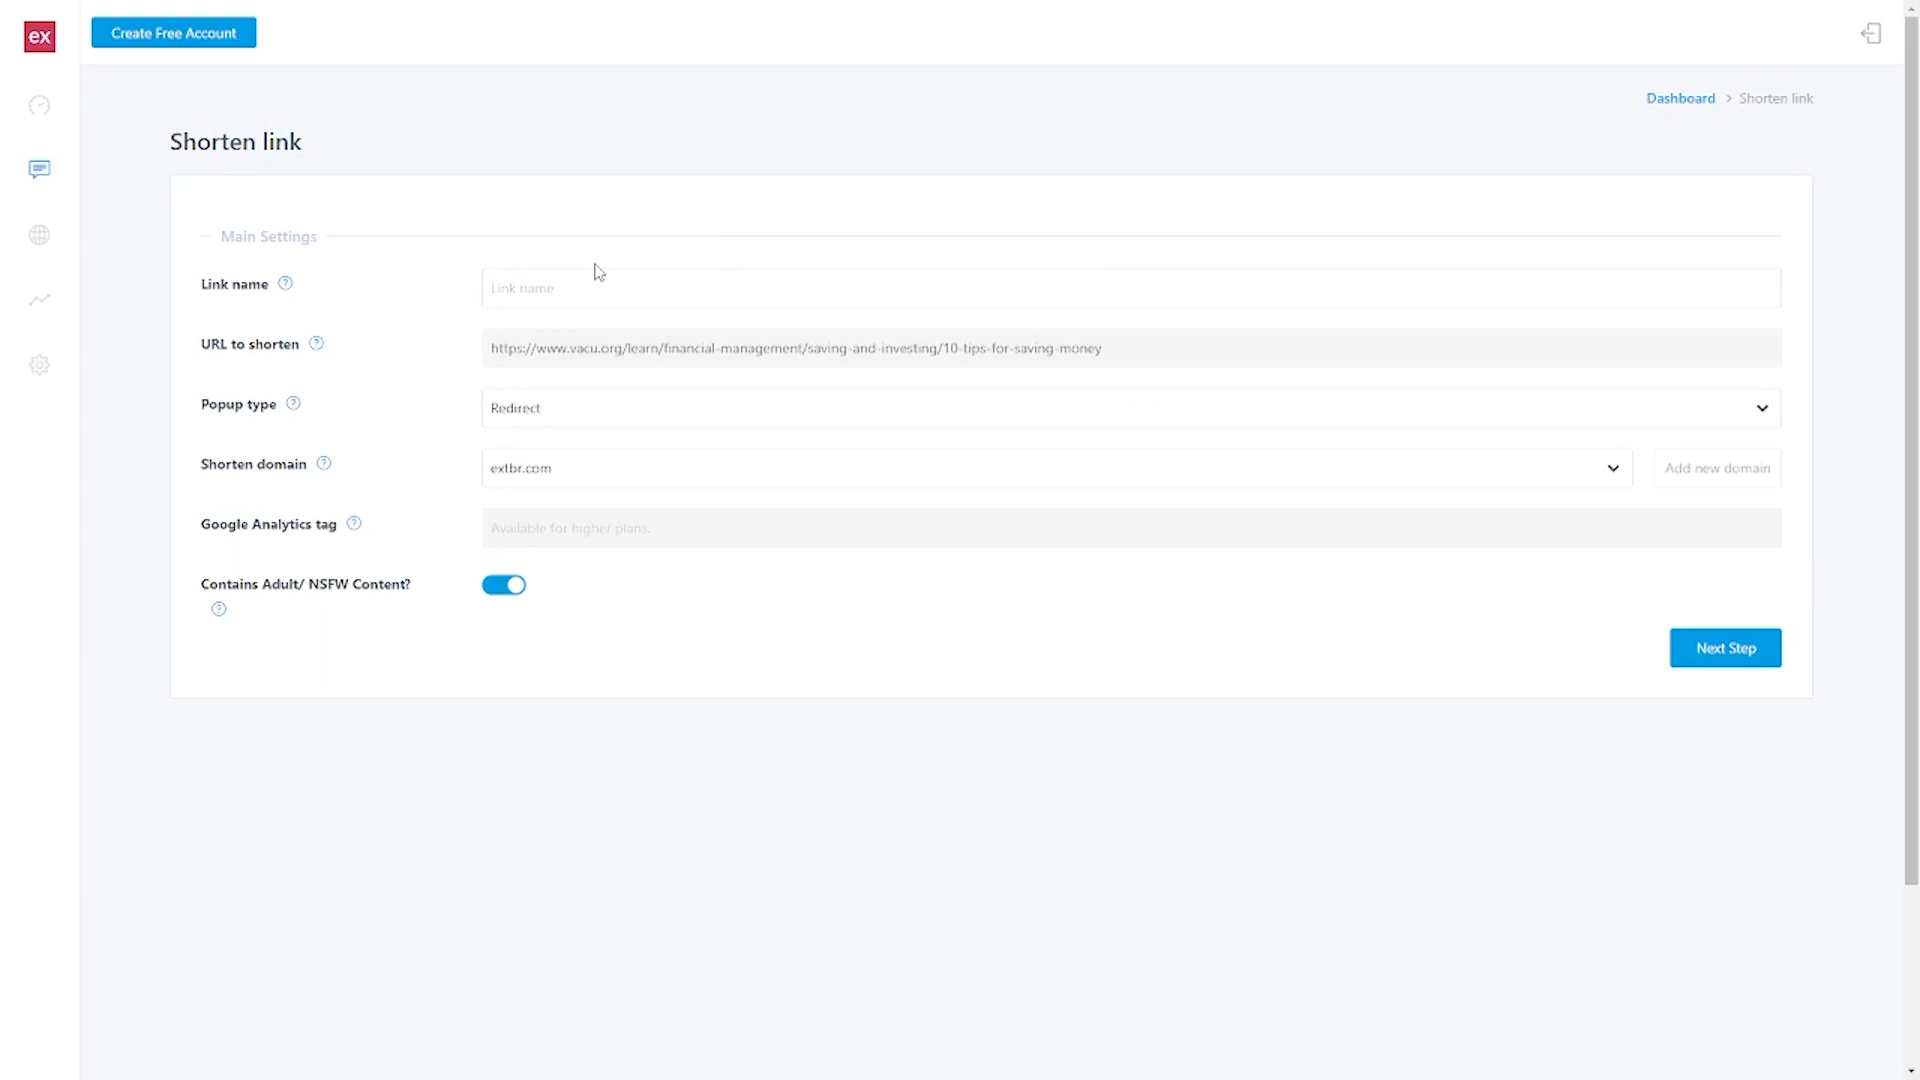 ex
Create Free Account
Dashboard > Shorten link
Shorten link
Main Settings
Link name ?
Link name
URL to shorten ?
https://www.vacu.org/learn/financial-management/saving-and-investing/10-tips-for-saving-money
Popup type ?
Redirect
Shorten domain ?
extbr.com
Add new domain
Google Analytics tag ?
Available for higher plans.
Contains Adult/ NSFW Content?
?
Next Step